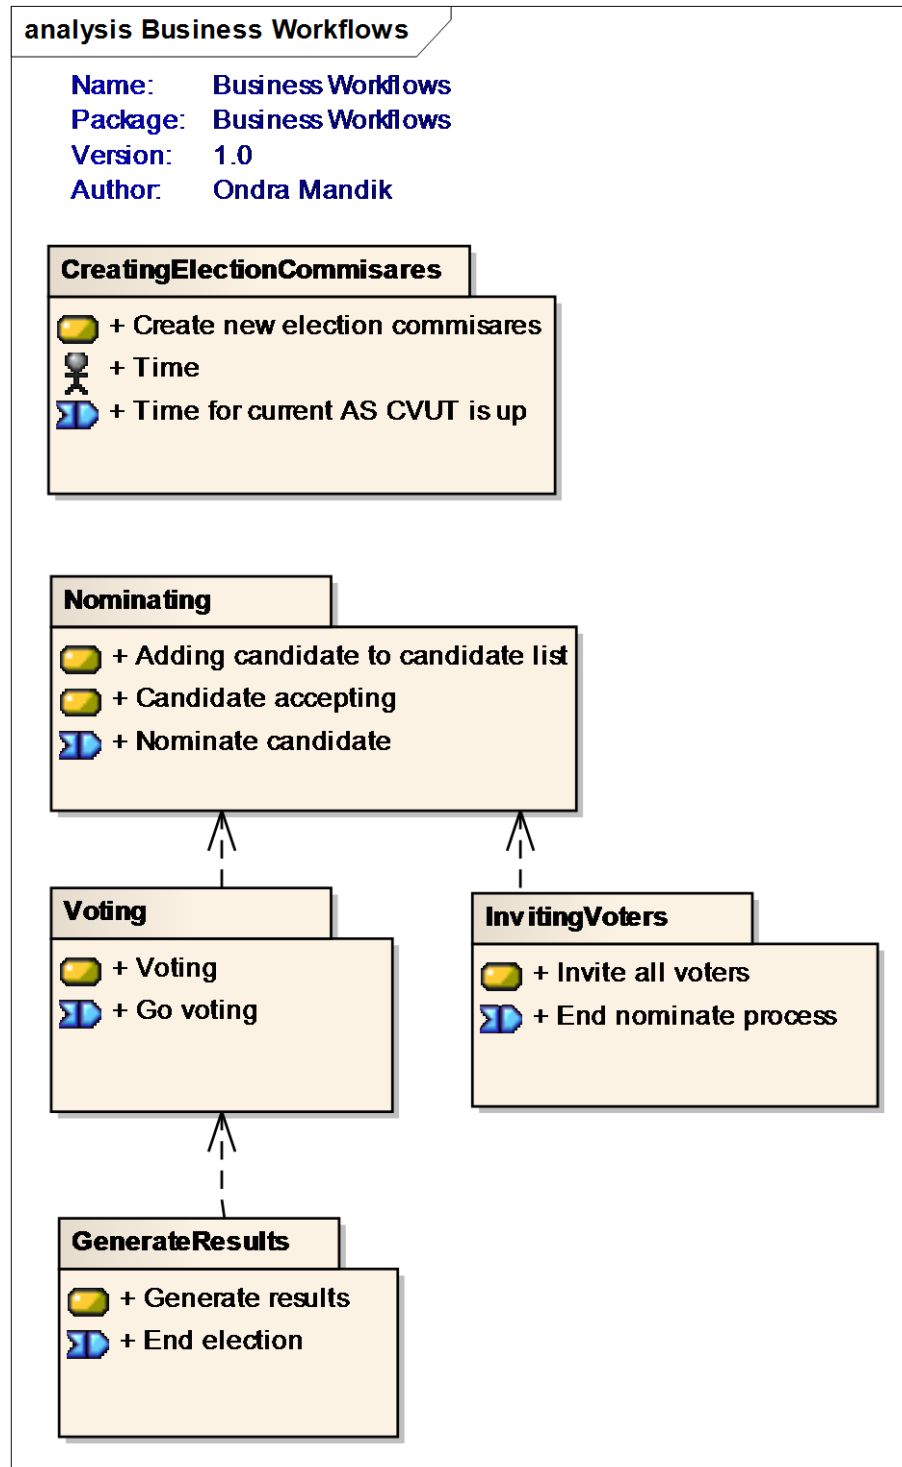 analysis Business Workflows
Name: Business Workflows
Package: Business Workflows
Version: 1.0
Author: Ondra Mandik
CreatingElectionCommisares
+ Create new election commisares
+ Time
+ Time for current AS CVUT is up
Nominating
+ Adding candidate to candidate list
+ Candidate accepting
+ Nominate candidate
Voting
+ Voting
+ Go voting
InvitingVoters
+ Invite all voters
+ End nominate process
GenerateResults
+ Generate results
+ End election